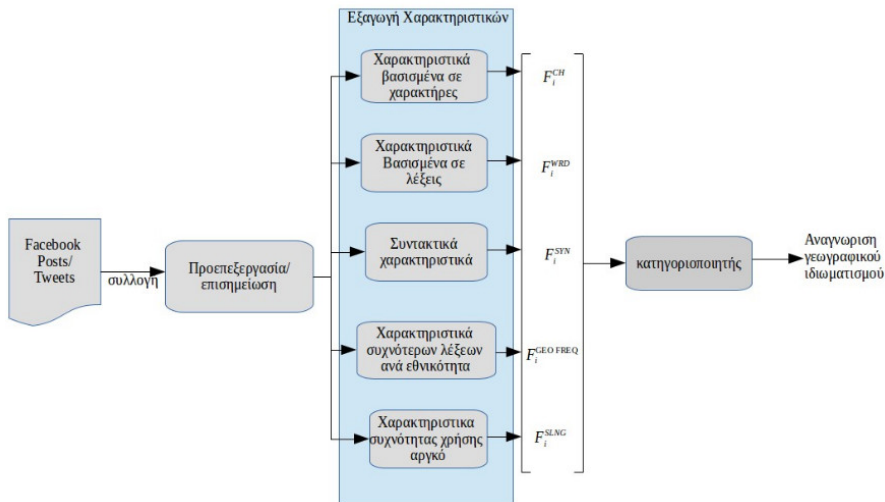 Εξαγωγή Χαρακτηριστικών
Facebook
Posts/
Tweets
συλλογη
Προεπεξεργασία/
επισημείωση
Χαρακτηριστικά
βασισμένα σε
χαρακτήρες
Χαρακτηριστικά
Βασισμένα σε
λέξεις
Συντακτικά
χαρακτηριστικά
Χαρακτηριστικά
συχνότερων λέξεων
ανά εθνικότητα
Χαρακτηριστικα
συχνότητας χρήσης
αργκό
F_i^CH
F_i^WRD
F_i^SYN
F_i^GEO FREQ
F_i^SLNG
κατηγοριοποιητής
Αναγνωριση
γεωγραφικού
ιδιωματισμού